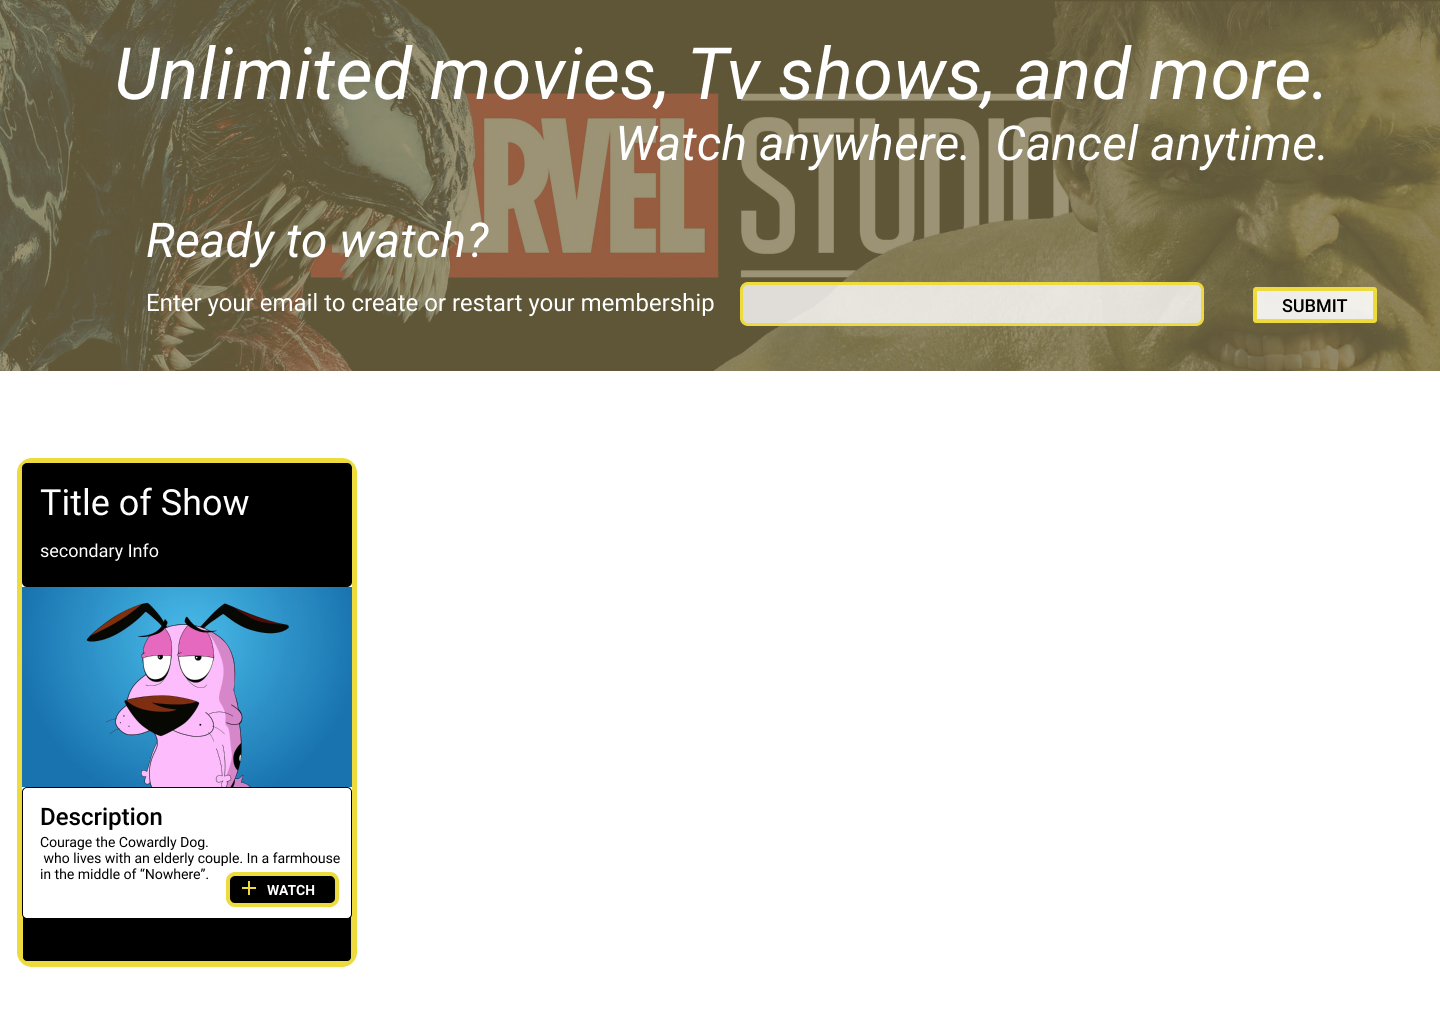 Unlimited movies, Tv shows, and more.
Watch anywhere. Cancel anytime.
ARVEL STUDIO
Ready to watch?
Enter your email to create or restart your membership
SUBMIT
Title of Show
secondary Info
Description
Courage the Cowardly Dog.
who lives with an elderly couple. In a farmhouse
in the middle of “Nowhere”.
WATCH